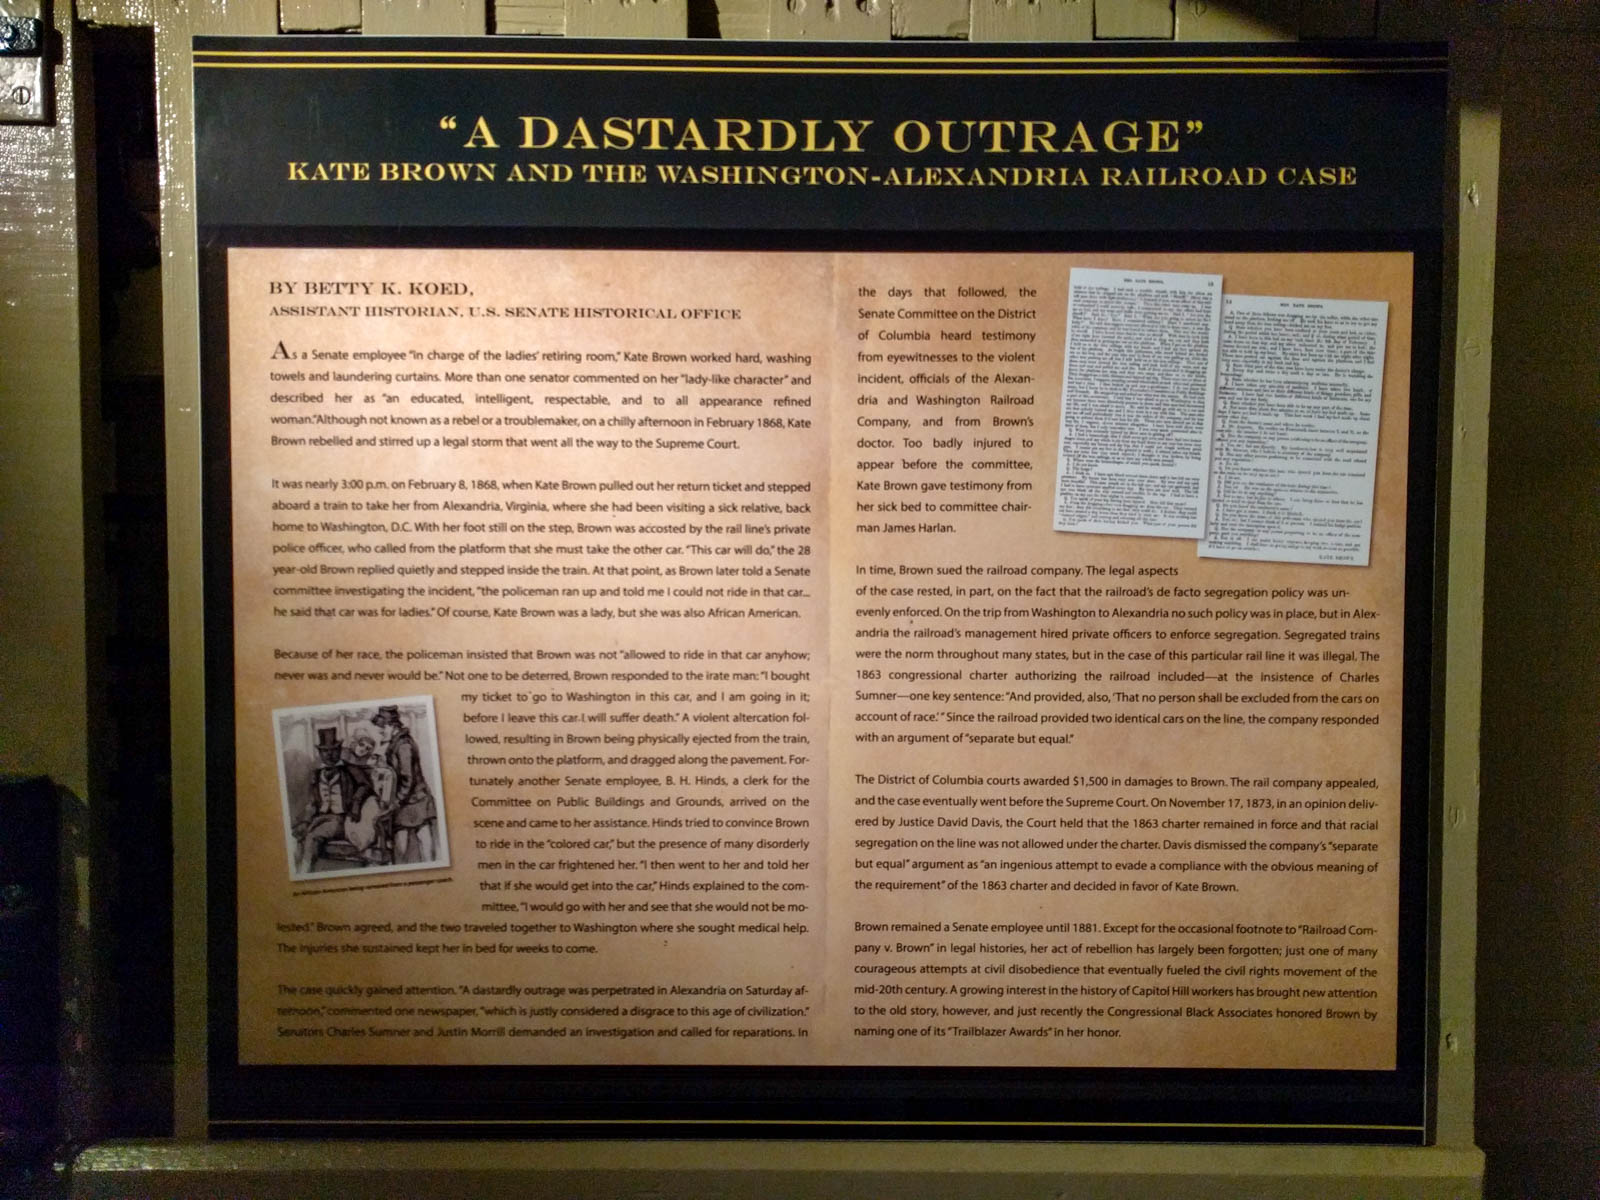 “A DASTARDLY OUTRAGE”
KATE BROWN AND THE WASHINGTON-ALEXANDRIA RAILROAD CASE
BY BETTY K. KOED,
ASSISTANT HISTORIAN, U.S. SENATE HISTORICAL OFFICE
As a Senate employee “in charge of the ladies’ retiring room,” Kate Brown worked hard, washing
towels and laundering curtains. More than one senator commented on her “lady-like character” and
described her as “an educated, intelligent, respectable, and to all appearance refined
woman.”Although not known as a rebel or a troublemaker, on a chilly afternoon in February 1868, Kate
Brown rebelled and stirred up a legal storm that went all the way to the Supreme Court.
It was nearly 3:00 p.m. on February 8, 1868, when Kate Brown pulled out her return ticket and stepped
aboard a train to take her from Alexandria, Virginia, where she had been visiting a sick relative, back
home to Washington, D.C. With her foot still on the step, Brown was accosted by the rail line’s private
police officer, who called from the platform that she must take the other car. “This car will do,” the 28
year-old Brown replied quietly and stepped inside the train. At that point, as Brown later told a Senate
committee investigating the incident, “the policeman ran up and told me I could not ride in that car...
he said that car was for ladies.” Of course, Kate Brown was a lady, but she was also African American.
Because of her race, the policeman insisted that Brown was not “allowed to ride in that car anyhow;
never was and never would be.” Not one to be deterred, Brown responded to the irate man: “I bought
my ticket to go to Washington in this car, and I am going in it;
before I leave this car I will suffer death.” A violent altercation fol-
lowed, resulting in Brown being physically ejected from the train,
thrown onto the platform, and dragged along the pavement. For-
tunately another Senate employee, B. H. Hinds, a clerk for the
Committee on Public Buildings and Grounds, arrived on the
scene and came to her assistance. Hinds tried to convince Brown
to ride in the “colored car,” but the presence of many disorderly
men in the car frightened her. “I then went to her and told her
that if she would get into the car,” Hinds explained to the com-
mittee, “I would go with her and see that she would not be mo-
lested.” Brown agreed, and the two traveled together to Washington where she sought medical help.
The injuries she sustained kept her in bed for weeks to come.
An African American being removed from a passenger coach.
The case quickly gained attention. “A dastardly outrage was perpetrated in Alexandria on Saturday af-
ternoon,” commented one newspaper, “which is justly considered a disgrace to this age of civilization.”
Senators Charles Sumner and Justin Morrill demanded an investigation and called for reparations. In
the days that followed, the
Senate Committee on the District
of Columbia heard testimony
from eyewitnesses to the violent
incident, officials of the Alexan-
dria and Washington Railroad
Company, and from Brown’s
doctor. Too badly injured to
appear before the committee,
Kate Brown gave testimony from
her sick bed to committee chair-
man James Harlan.
MRS. KATE BROWN. 13
14 MRS. KATE BROWN.
KATE BROWN.
In time, Brown sued the railroad company. The legal aspects
of the case rested, in part, on the fact that the railroad’s de facto segregation policy was un-
evenly enforced. On the trip from Washington to Alexandria no such policy was in place, but in Alex-
andria the railroad’s management hired private officers to enforce segregation. Segregated trains
were the norm throughout many states, but in the case of this particular rail line it was illegal. The
1863 congressional charter authorizing the railroad included—at the insistence of Charles
Sumner—one key sentence: “And provided, also, ‘That no person shall be excluded from the cars on
account of race.’ ” Since the railroad provided two identical cars on the line, the company responded
with an argument of “separate but equal.”
The District of Columbia courts awarded $1,500 in damages to Brown. The rail company appealed,
and the case eventually went before the Supreme Court. On November 17, 1873, in an opinion deliv-
ered by Justice David Davis, the Court held that the 1863 charter remained in force and that racial
segregation on the line was not allowed under the charter. Davis dismissed the company’s “separate
but equal” argument as “an ingenious attempt to evade a compliance with the obvious meaning of
the requirement” of the 1863 charter and decided in favor of Kate Brown.
Brown remained a Senate employee until 1881. Except for the occasional footnote to “Railroad Com-
pany v. Brown” in legal histories, her act of rebellion has largely been forgotten; just one of many
courageous attempts at civil disobedience that eventually fueled the civil rights movement of the
mid-20th century. A growing interest in the history of Capitol Hill workers has brought new attention
to the old story, however, and just recently the Congressional Black Associates honored Brown by
naming one of its “Trailblazer Awards” in her honor.